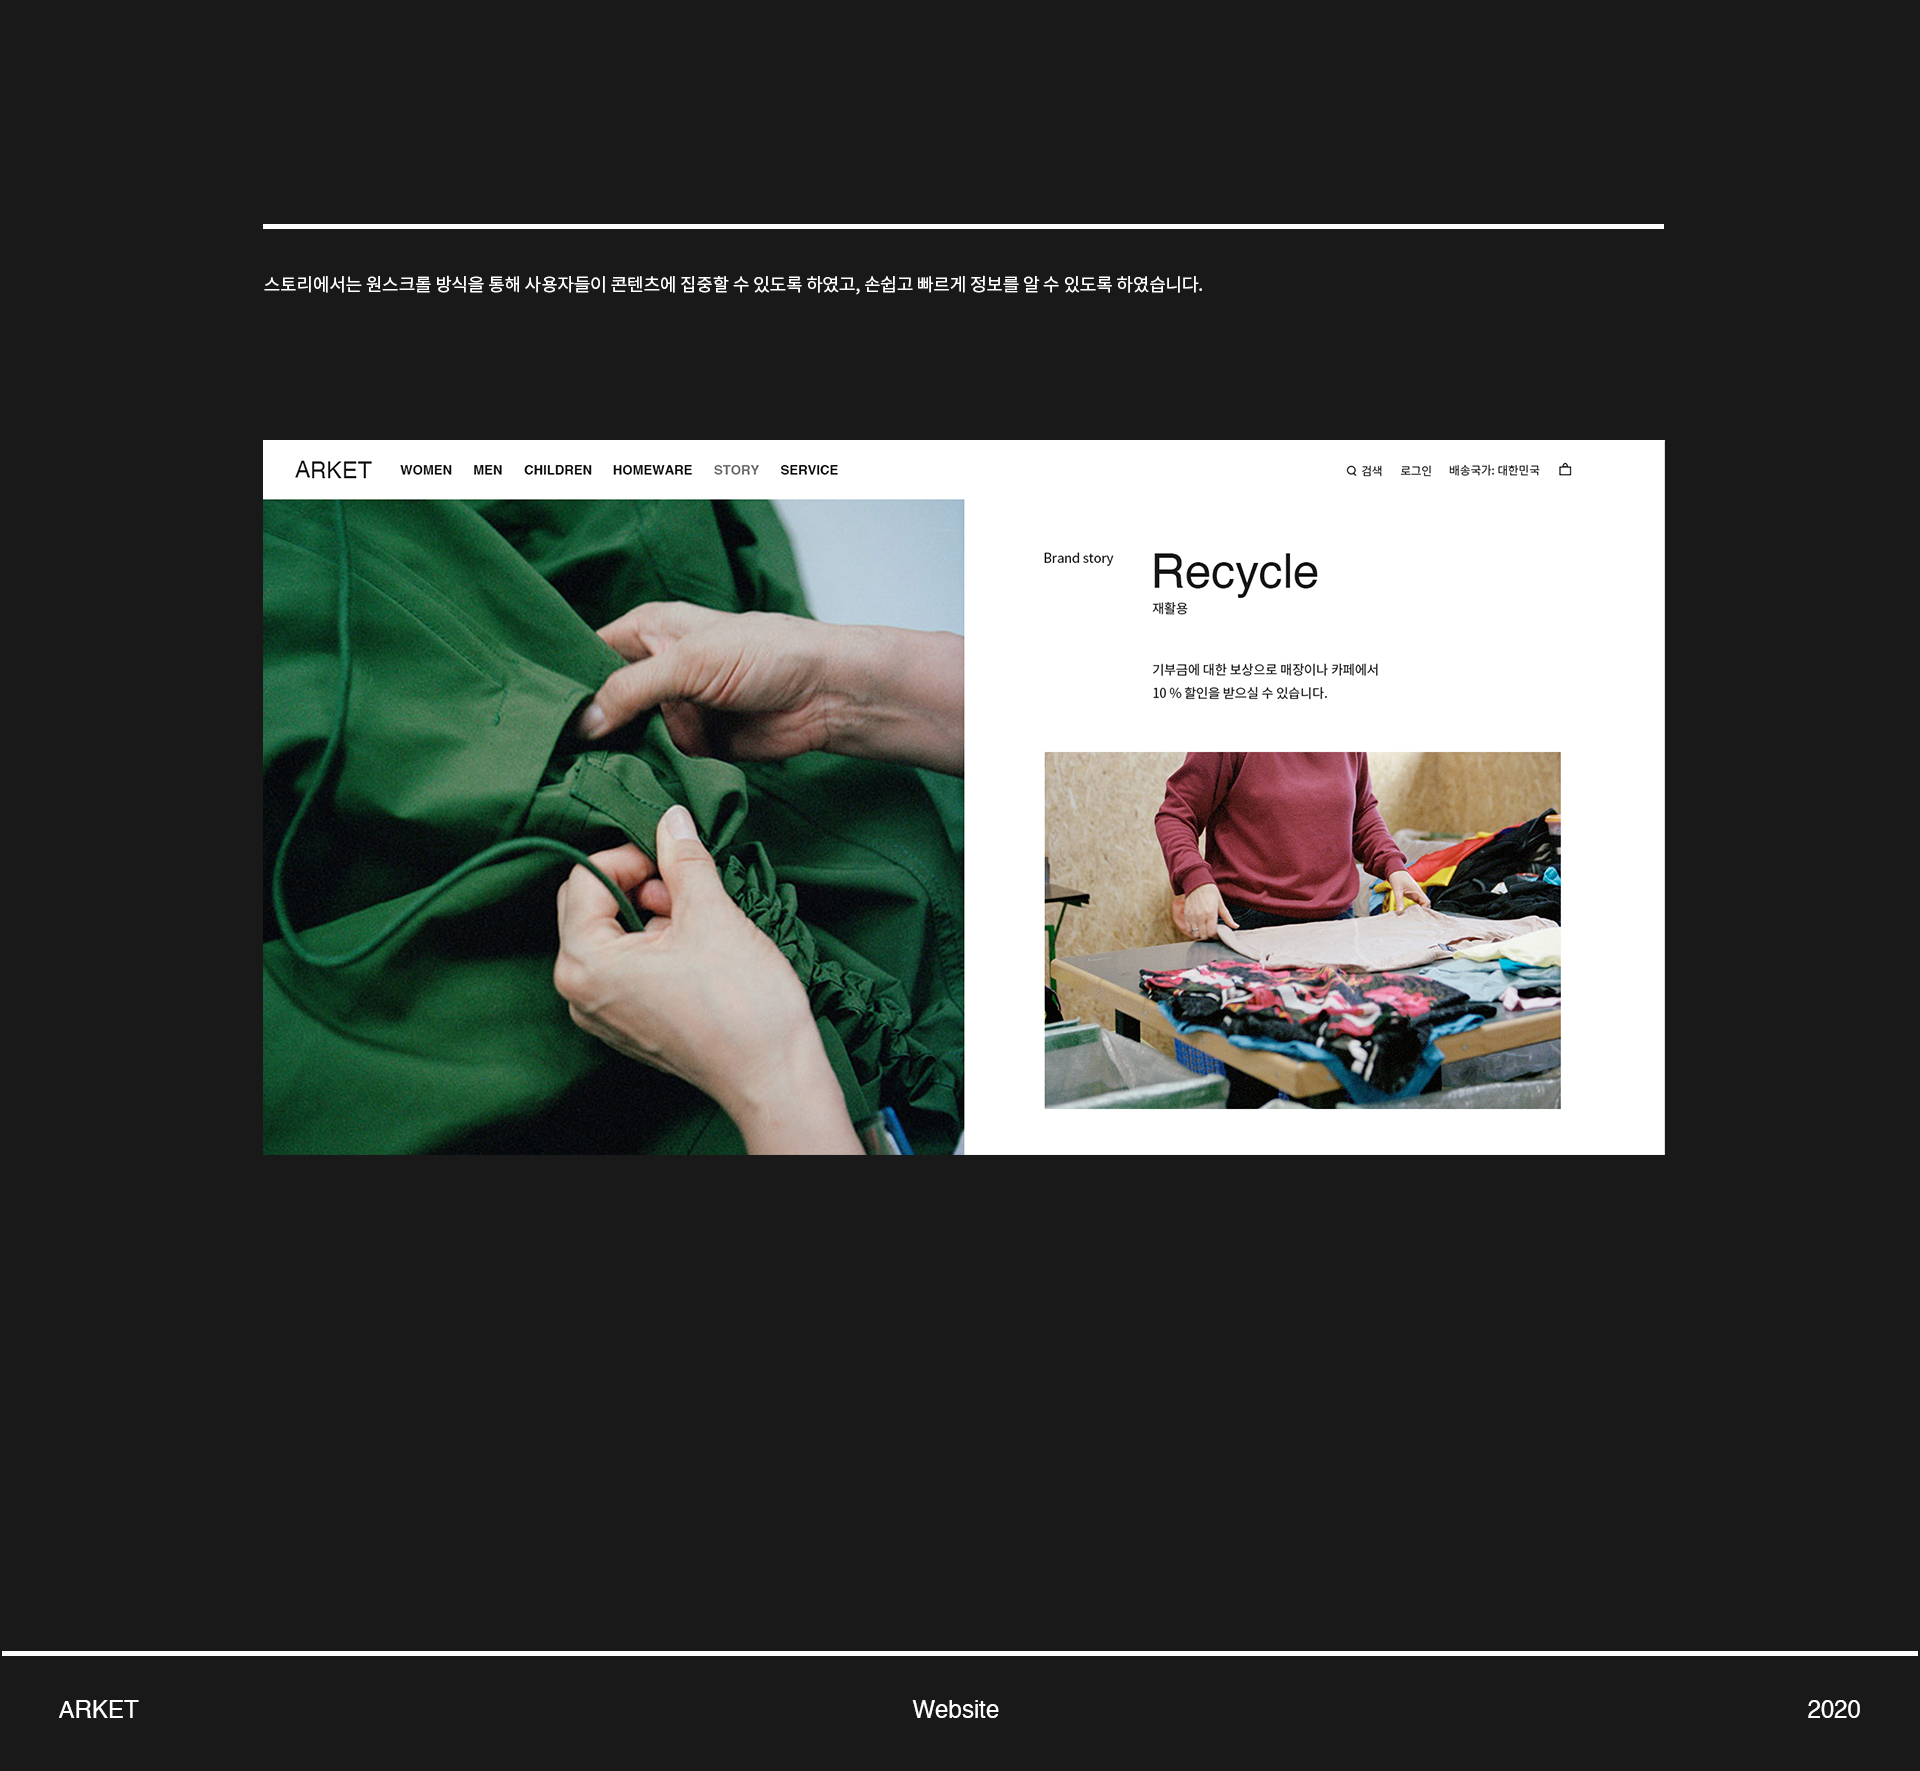 스토리에서는 원스크롤 방식을 통해 사용자들이 콘텐츠에 집중할 수 있도록 하였고, 손쉽고 빠르게 정보를 알 수 있도록 하였습니다.
ARKET WOMEN MEN CHILDREN HOMEWARE STORY SERVICE 검색 로그인 배송국가: 대한민국
Brand story
Recycle
재활용
기부금에 대한 보상으로 매장이나 카페에서
10 % 할인을 받으실 수 있습니다.
ARKET Website 2020